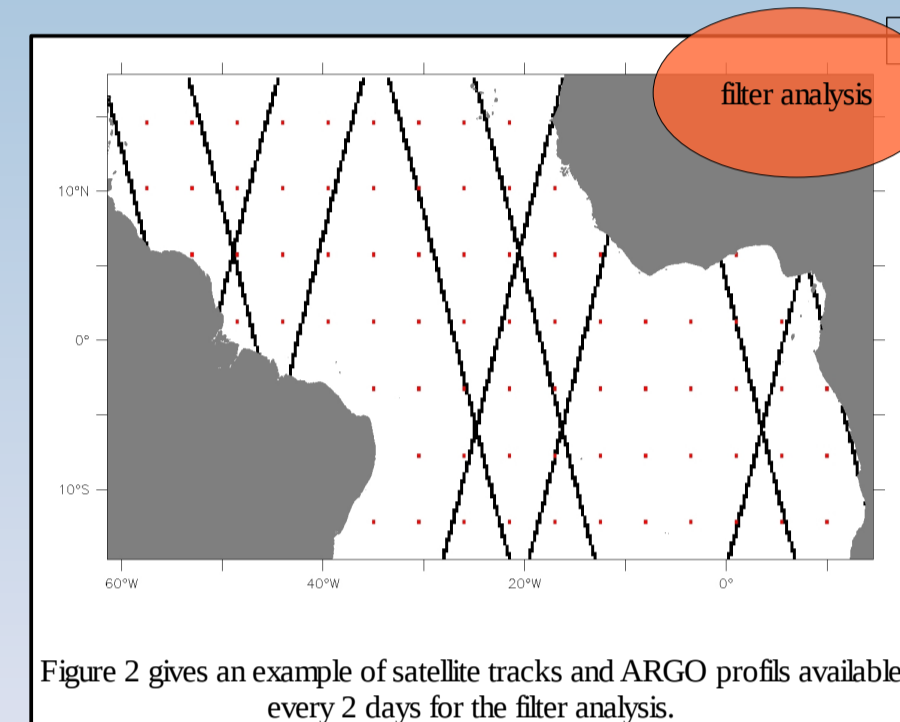 filter analysis
10°N
0°
10°S
60°W
40°W
20°W
0°
Figure 2 gives an example of satellite tracks and ARGO profils available
every 2 days for the filter analysis.